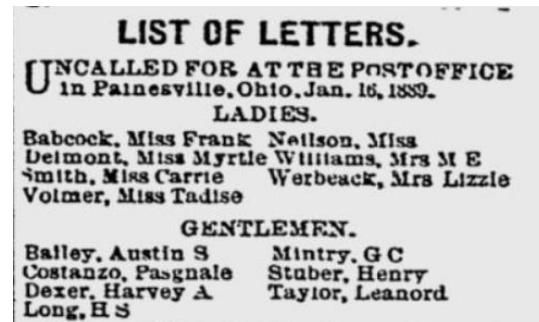 LIST OF LETTERS.
UNCALLED FOR AT THE POSTOFFICE
in Painesville, Ohio, Jan. 16, 1889.
LADIES.
Babcock, Miss Frank Neilson, Miss
Delmont, Miss Myrtle Williams, Mrs M E
Smith, Miss Carrie Werbeack, Mrs Lizzie
Volmer, Miss Tadise
GENTLEMEN.
Bailey, Austin S Mintry, G C
Costanzo, Pasgnale Stuber, Henry
Dexer, Harvey A Taylor, Leanord
Long, H S